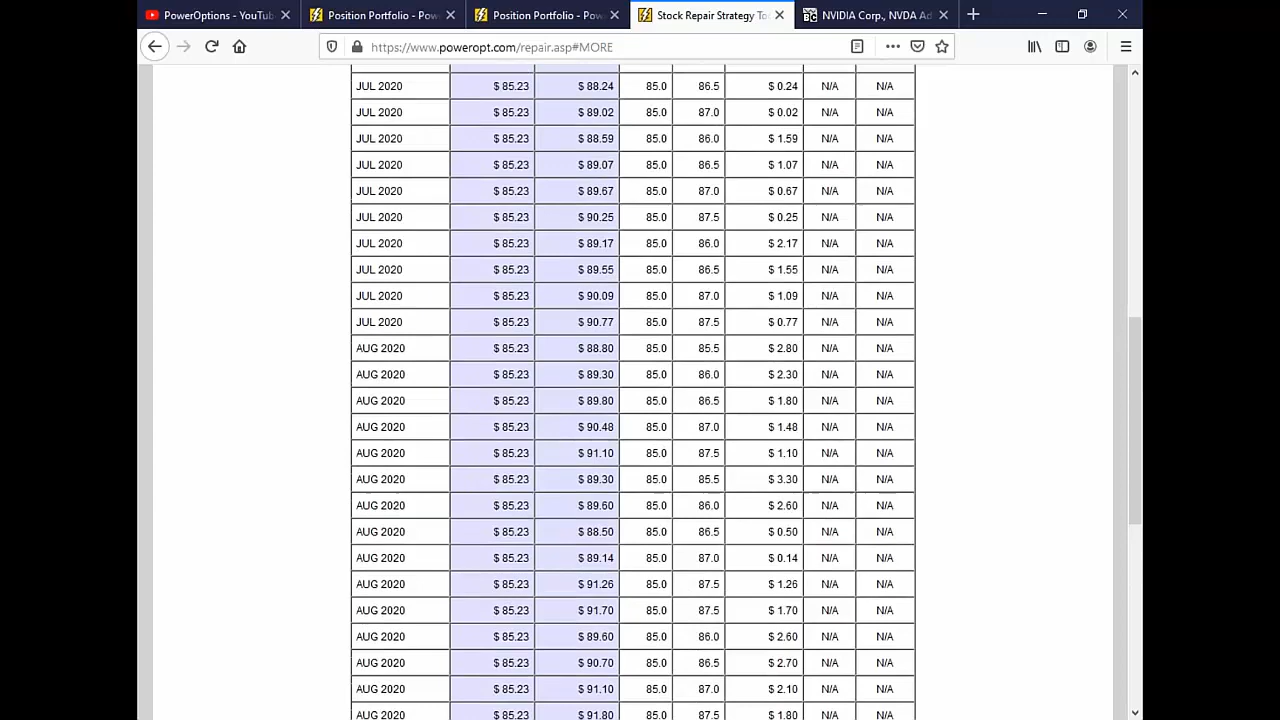 PowerOptions - YouTub
Position Portfolio - Pow
Position Portfolio - Pow
Stock Repair Strategy To
NVIDIA Corp., NVDA Ad
https://www.poweropt.com/repair.asp#MORE
JUL 2020 $ 85.23 $ 88.24 85.0 86.5 $ 0.24 N/A N/A
JUL 2020 $ 85.23 $ 89.02 85.0 87.0 $ 0.02 N/A N/A
JUL 2020 $ 85.23 $ 88.59 85.0 86.0 $ 1.59 N/A N/A
JUL 2020 $ 85.23 $ 89.07 85.0 86.5 $ 1.07 N/A N/A
JUL 2020 $ 85.23 $ 89.67 85.0 87.0 $ 0.67 N/A N/A
JUL 2020 $ 85.23 $ 90.25 85.0 87.5 $ 0.25 N/A N/A
JUL 2020 $ 85.23 $ 89.17 85.0 86.0 $ 2.17 N/A N/A
JUL 2020 $ 85.23 $ 89.55 85.0 86.5 $ 1.55 N/A N/A
JUL 2020 $ 85.23 $ 90.09 85.0 87.0 $ 1.09 N/A N/A
JUL 2020 $ 85.23 $ 90.77 85.0 87.5 $ 0.77 N/A N/A
AUG 2020 $ 85.23 $ 88.80 85.0 85.5 $ 2.80 N/A N/A
AUG 2020 $ 85.23 $ 89.30 85.0 86.0 $ 2.30 N/A N/A
AUG 2020 $ 85.23 $ 89.80 85.0 86.5 $ 1.80 N/A N/A
AUG 2020 $ 85.23 $ 90.48 85.0 87.0 $ 1.48 N/A N/A
AUG 2020 $ 85.23 $ 91.10 85.0 87.5 $ 1.10 N/A N/A
AUG 2020 $ 85.23 $ 89.30 85.0 85.5 $ 3.30 N/A N/A
AUG 2020 $ 85.23 $ 89.60 85.0 86.0 $ 2.60 N/A N/A
AUG 2020 $ 85.23 $ 88.50 85.0 86.5 $ 0.50 N/A N/A
AUG 2020 $ 85.23 $ 89.14 85.0 87.0 $ 0.14 N/A N/A
AUG 2020 $ 85.23 $ 91.26 85.0 87.5 $ 1.26 N/A N/A
AUG 2020 $ 85.23 $ 91.70 85.0 87.5 $ 1.70 N/A N/A
AUG 2020 $ 85.23 $ 89.60 85.0 86.0 $ 2.60 N/A N/A
AUG 2020 $ 85.23 $ 90.70 85.0 86.5 $ 2.70 N/A N/A
AUG 2020 $ 85.23 $ 91.10 85.0 87.0 $ 2.10 N/A N/A
AUG 2020 $ 85.23 $ 91.80 85.0 87.5 $ 1.80 N/A N/A